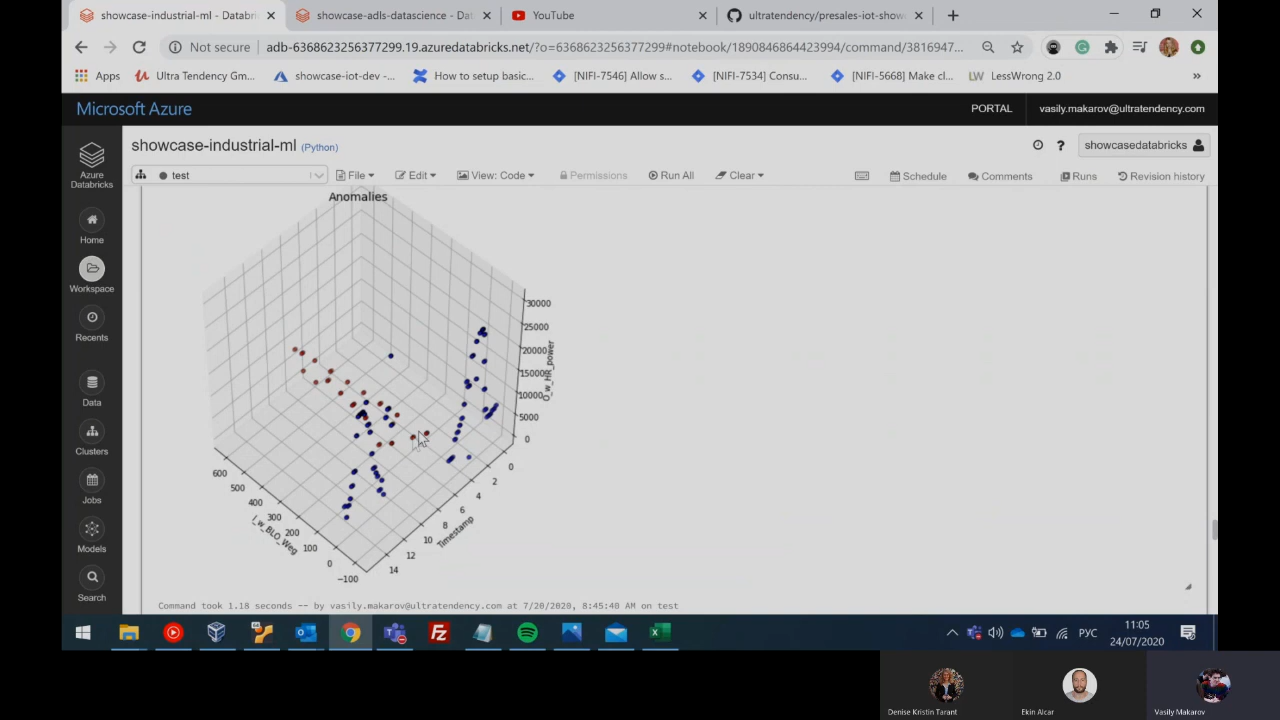 showcase-industrial-ml - Databri
showcase-adls-datascience - Dat
YouTube
ultratendency/presales-iot-show
Not secure
adb-6368623256377299.19.azuredatabricks.net/?o=6368623256377299#notebook/1890846864423994/command/3816947...
Apps
Ultra Tendency Gm...
showcase-iot-dev -...
How to setup basic...
[NIFI-7546] Allow s...
[NIFI-7534] Consu...
[NIFI-5668] Make cl...
LW LessWrong 2.0
»
Microsoft Azure
PORTAL
vasily.makarov@ultratendency.com
Azure Databricks
showcase-industrial-ml (Python)
?
showcasedatabricks
test
File
Edit
View: Code
Permissions
Run All
Clear
Schedule
Comments
Runs
Revision history
Home
Workspace
Recents
Data
Clusters
Jobs
Models
Search
Anomalies
30000
25000
20000
15000
10000
5000
0
O_w_HR_power
0
2
4
6
8
10
12
14
Timestamp
600
500
400
300
200
100
0
−100
I_w_BLO_Weg
Command took 1.18 seconds -- by vasily.makarov@ultratendency.com at 7/20/2020, 8:45:40 AM on test
РУС
11:05
24/07/2020
Denise Kristin Tarant
Ekin Alcar
Vasily Makarov